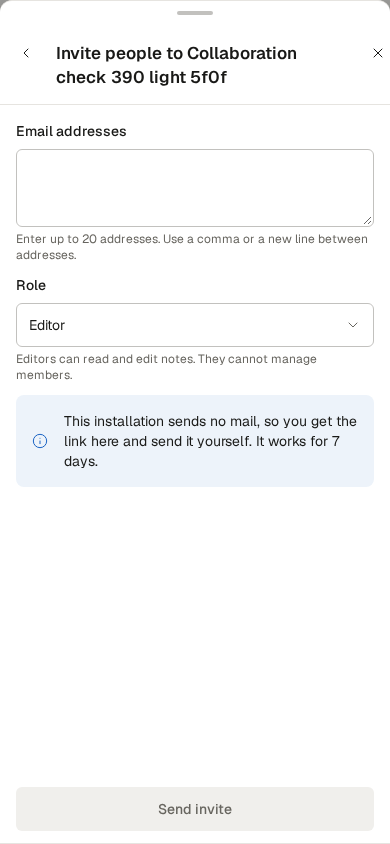 Invite people to Collaboration
check 390 light 5f0f
Email addresses
Enter up to 20 addresses. Use a comma or a new line between
addresses.
Role
Editor
Editors can read and edit notes. They cannot manage
members.
This installation sends no mail, so you get the
link here and send it yourself. It works for 7
days.
Send invite